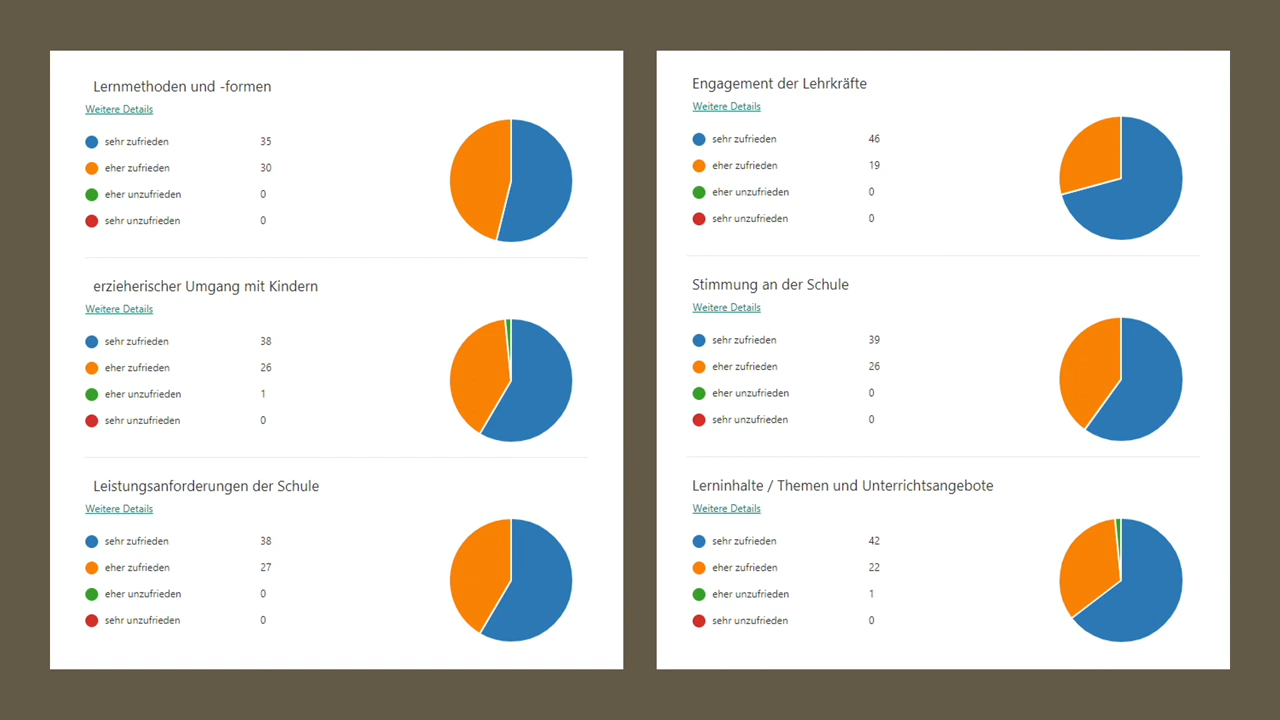 Lernmethoden und -formen
Weitere Details
sehr zufrieden 35
eher zufrieden 30
eher unzufrieden 0
sehr unzufrieden 0
erzieherischer Umgang mit Kindern
Weitere Details
sehr zufrieden 38
eher zufrieden 26
eher unzufrieden 1
sehr unzufrieden 0
Leistungsanforderungen der Schule
Weitere Details
sehr zufrieden 38
eher zufrieden 27
eher unzufrieden 0
sehr unzufrieden 0
Engagement der Lehrkräfte
Weitere Details
sehr zufrieden 46
eher zufrieden 19
eher unzufrieden 0
sehr unzufrieden 0
Stimmung an der Schule
Weitere Details
sehr zufrieden 39
eher zufrieden 26
eher unzufrieden 0
sehr unzufrieden 0
Lerninhalte / Themen und Unterrichtsangebote
Weitere Details
sehr zufrieden 42
eher zufrieden 22
eher unzufrieden 1
sehr unzufrieden 0